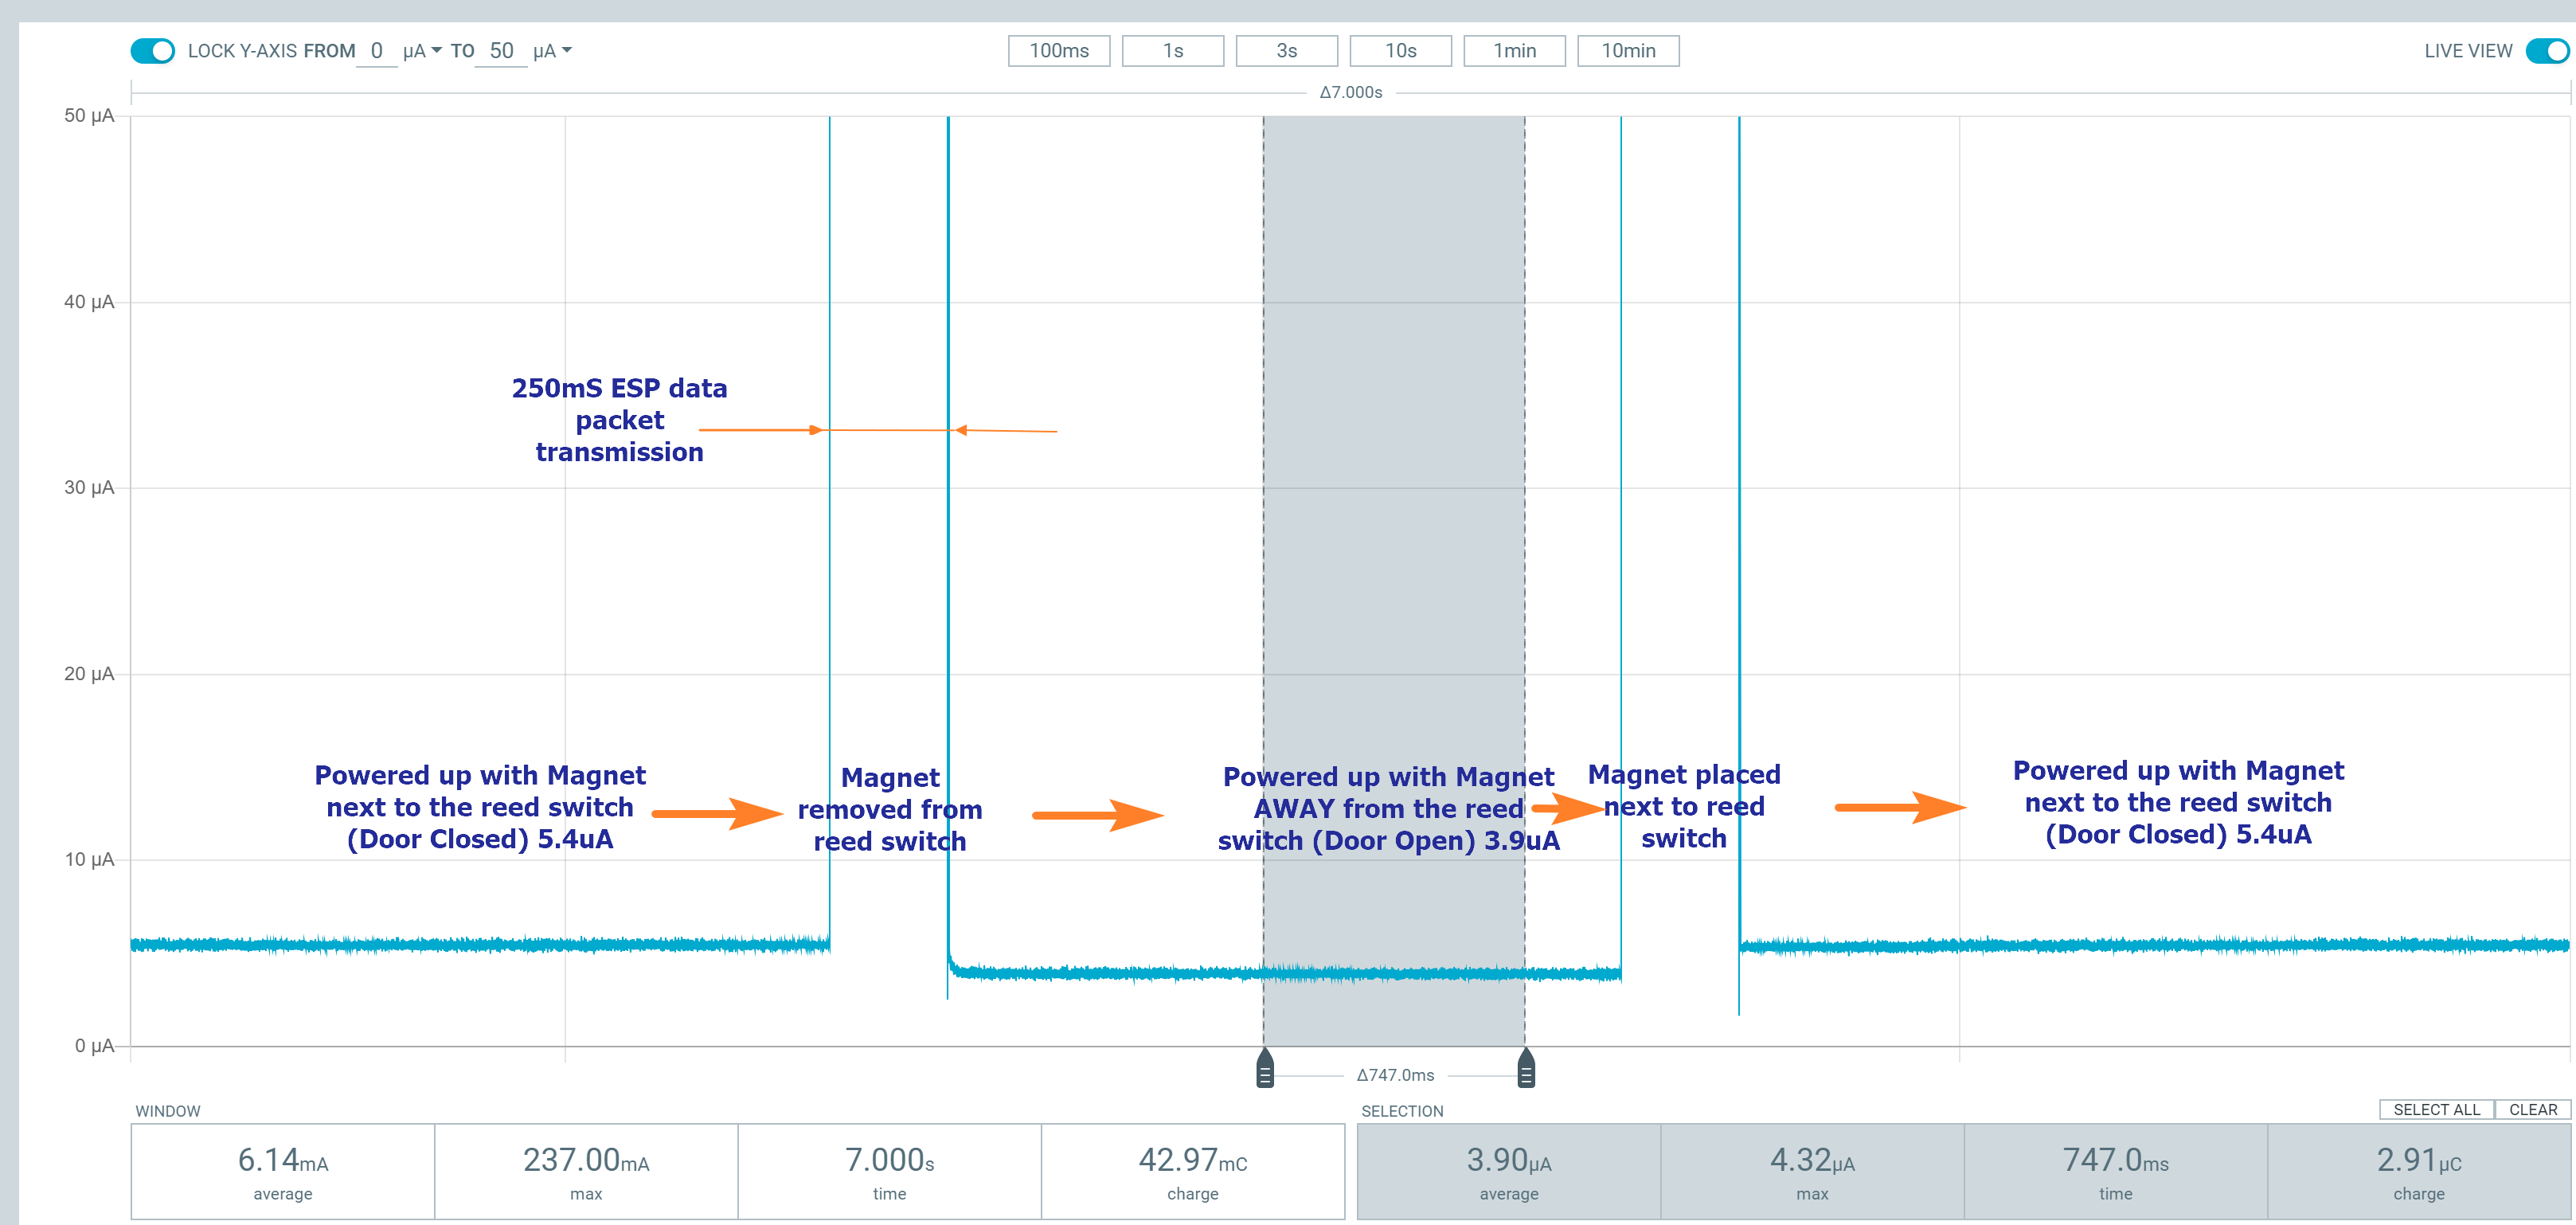 LOCK Y-AXIS FROM 0 µA TO 50 µA
100ms 1s 3s 10s 1min 10min
LIVE VIEW
Δ7.000s
50 µA
40 µA
30 µA
20 µA
10 µA
0 µA
250mS ESP data
packet
transmission
Powered up with Magnet
next to the reed switch
(Door Closed) 5.4uA
Magnet
removed from
reed switch
Powered up with Magnet
AWAY from the reed
switch (Door Open) 3.9uA
Magnet placed
next to reed
switch
Powered up with Magnet
next to the reed switch
(Door Closed) 5.4uA
Δ747.0ms
WINDOW
6.14mA
average
237.00mA
max
7.000s
time
42.97mC
charge
SELECTION
SELECT ALL CLEAR
3.90µA
average
4.32µA
max
747.0ms
time
2.91µC
charge